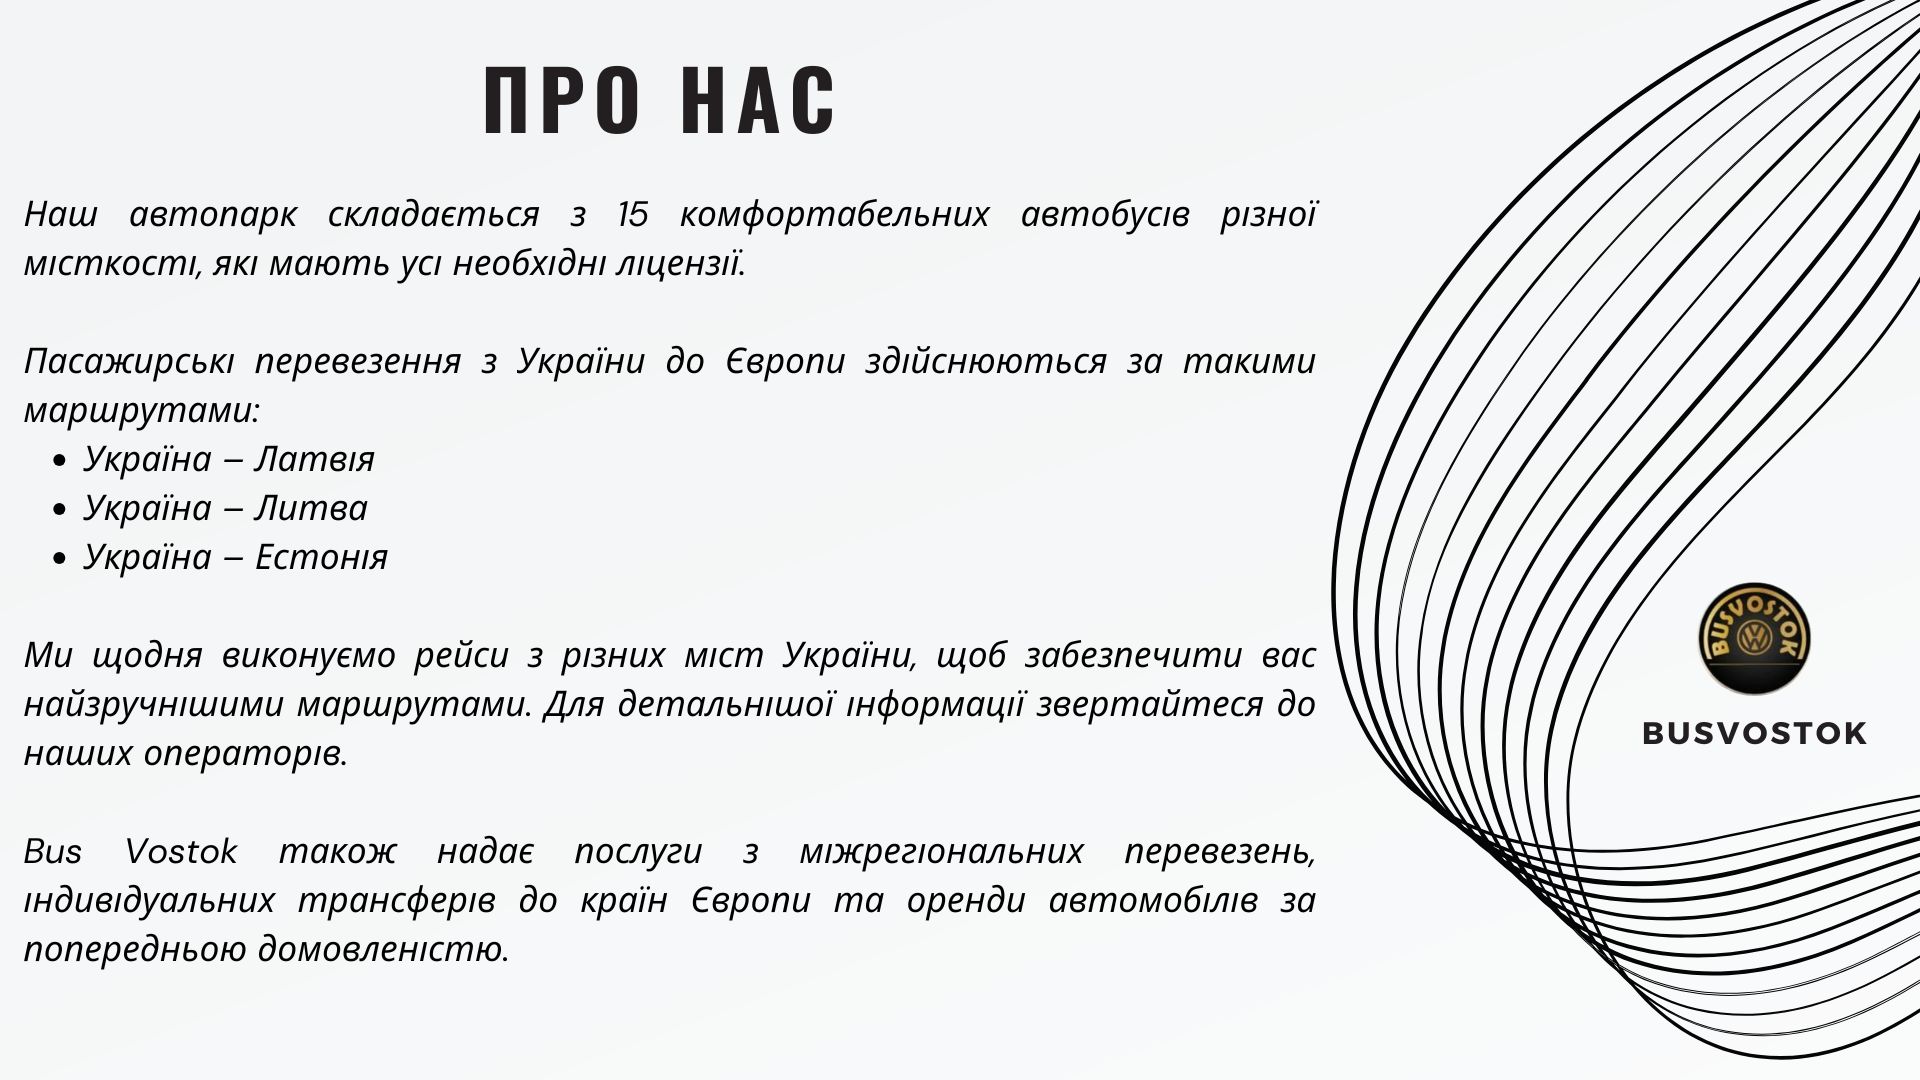 ПРО НАС
Наш автопарк складається з 15 комфортабельних автобусів різної
місткості, які мають усі необхідні ліцензії.
Пасажирські перевезення з України до Європи здійснюються за такими
маршрутами:
• Україна – Латвія
• Україна – Литва
• Україна – Естонія
Ми щодня виконуємо рейси з різних міст України, щоб забезпечити вас
найзручнішими маршрутами. Для детальнішої інформації звертайтеся до
наших операторів.
Bus Vostok також надає послуги з міжрегіональних перевезень,
індивідуальних трансферів до країн Європи та оренди автомобілів за
попередньою домовленістю.
BUSVOSTOK
BUSVOSTOK